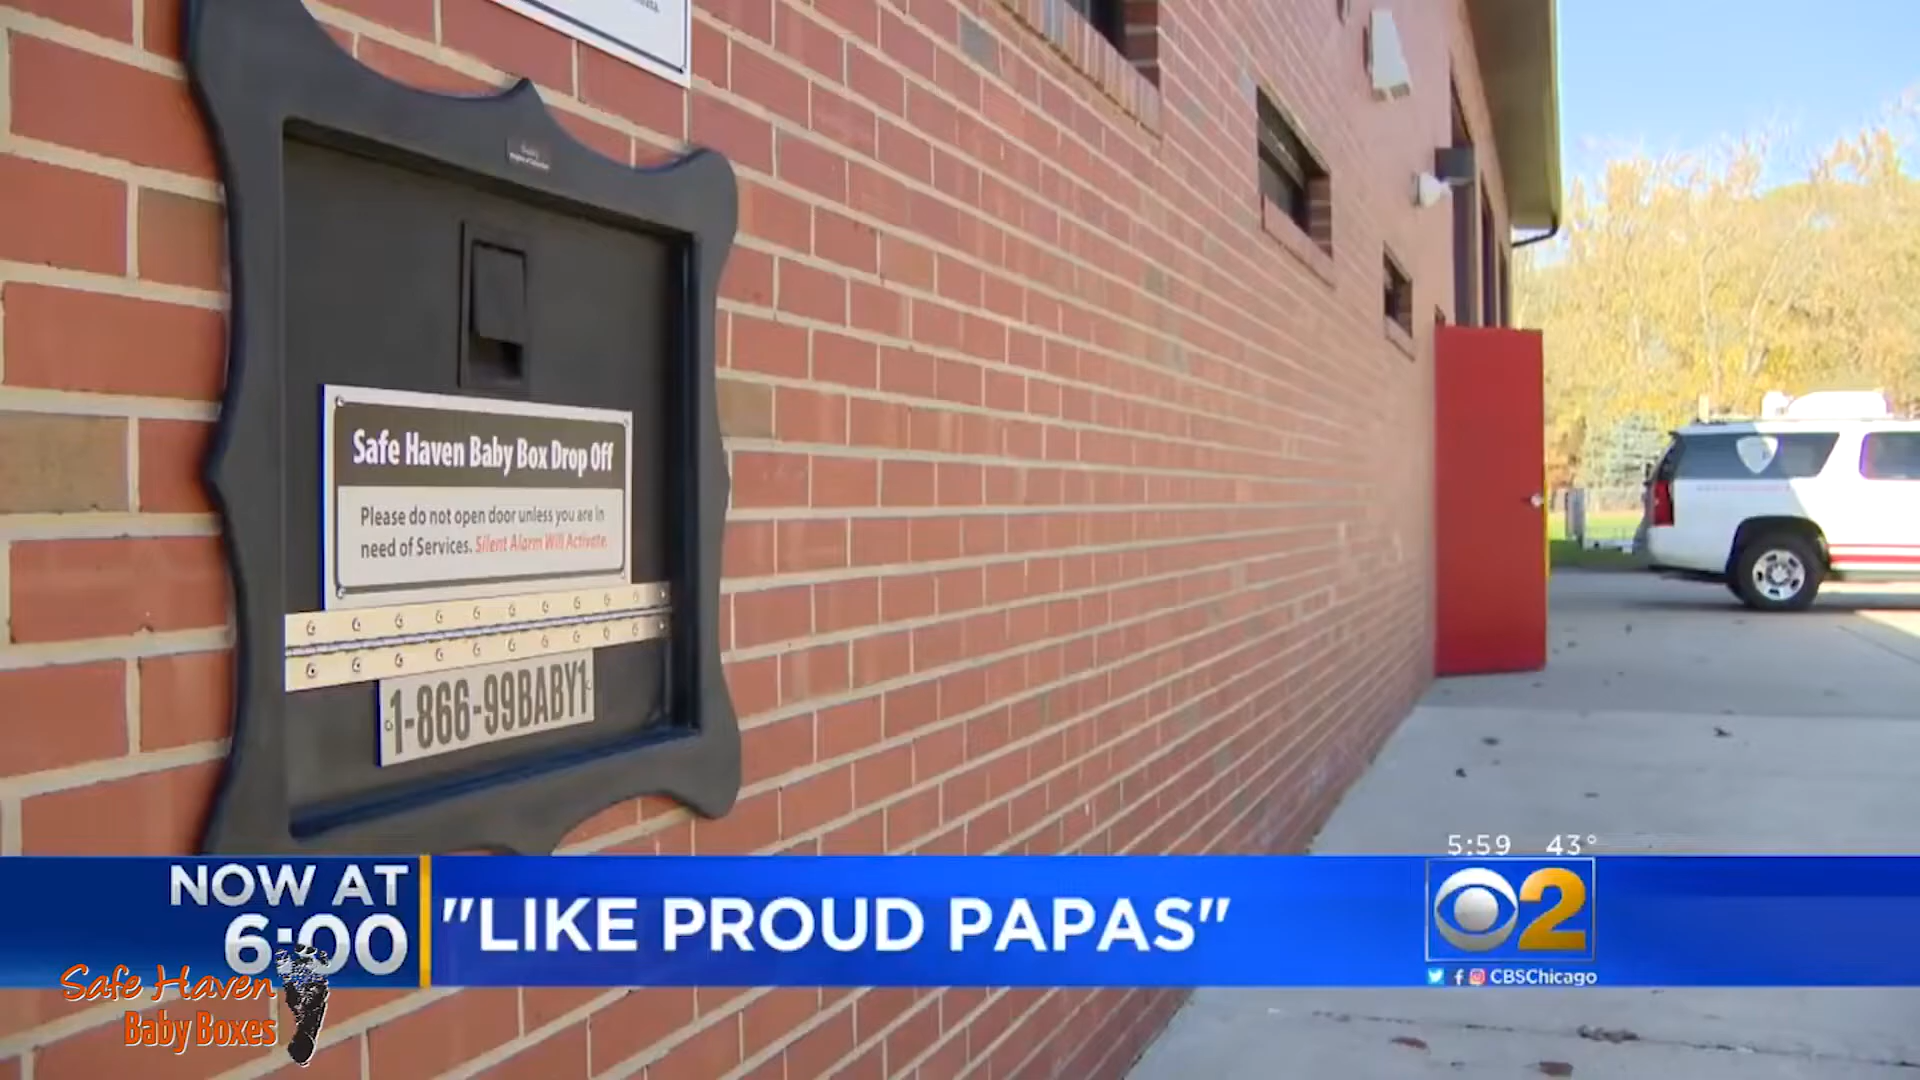 Safe Haven Baby Box Drop Off
Please do not open door unless you are in
need of Services. Silent Alarm Will Activate.
1-866-99BABY1
5:59 43°
NOW AT
6:00
"LIKE PROUD PAPAS"
2
CBSChicago
Safe Haven
Baby Boxes